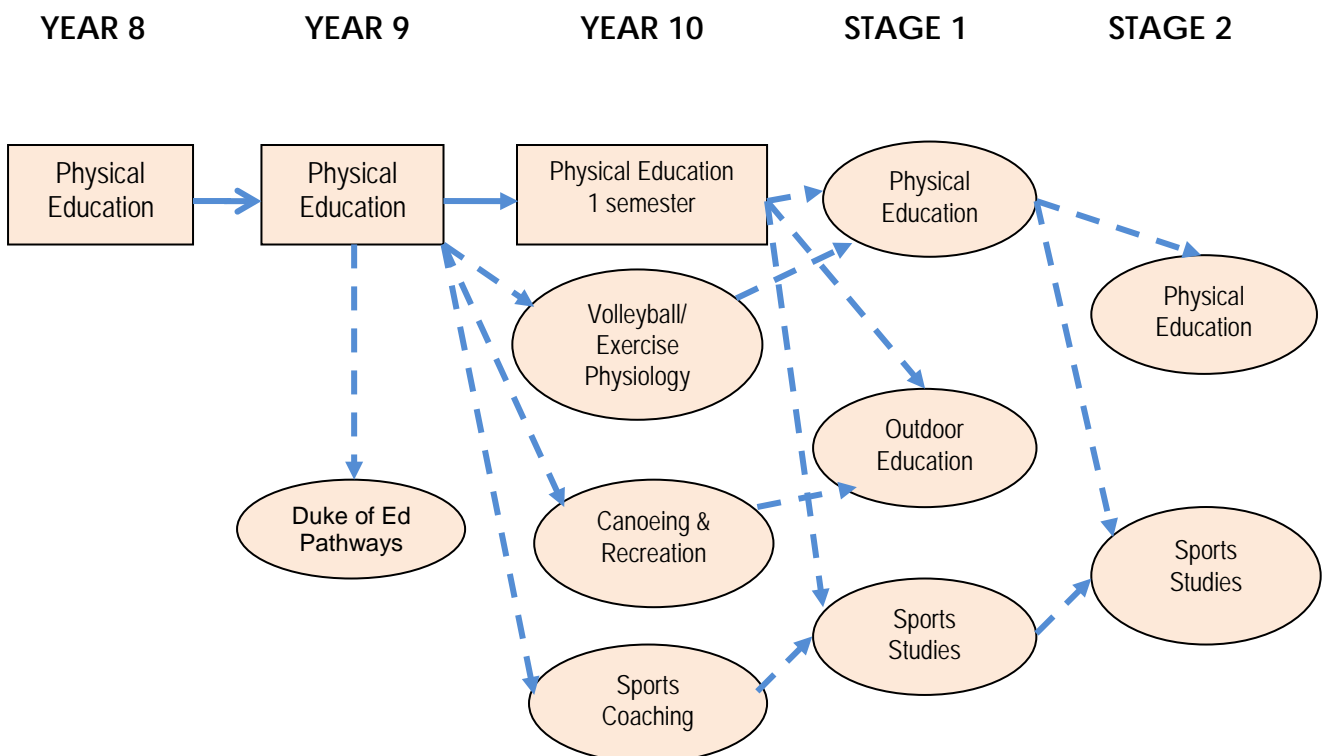 YEAR 8
YEAR 9
YEAR 10
STAGE 1
STAGE 2
Physical
Education
Physical
Education
Physical Education
1 semester
Physical
Education
Physical
Education
Volleyball/
Exercise
Physiology
Outdoor
Education
Duke of Ed
Pathways
Canoeing &
Recreation
Sports
Studies
Sports
Studies
Sports
Coaching